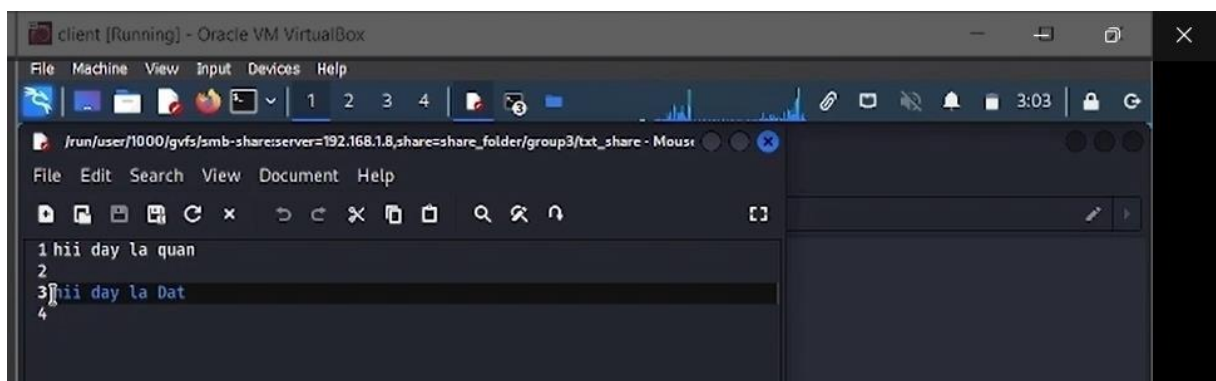 client [Running] - Oracle VM VirtualBox
File Machine View Input Devices Help
1 2 3 4 3 3:03
/run/user/1000/gvfs/smb-share:server=192.168.1.8,share=share_folder/group3/txt_share - Mouse
File Edit Search View Document Help
1 hii day la quan
2
3 hii day la Dat
4